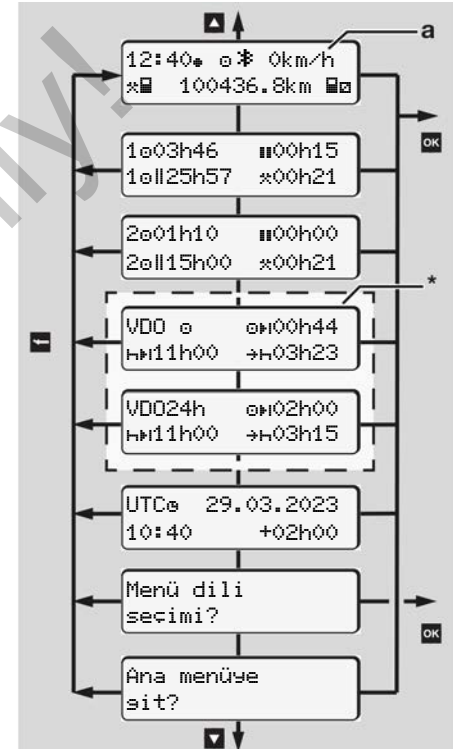 a
12:40 0km/h
100436.8km
OK
1 03h46 00h15
1 25h57 00h21
2 01h10 00h00
2 15h00 00h21
*
VDO 00h44
11h00 03h23
VDO24h 02h00
11h00 03h15
UTC 29.03.2023
10:40 +02h00
Menü dili
seçimi?
OK
Ana menüye
git?